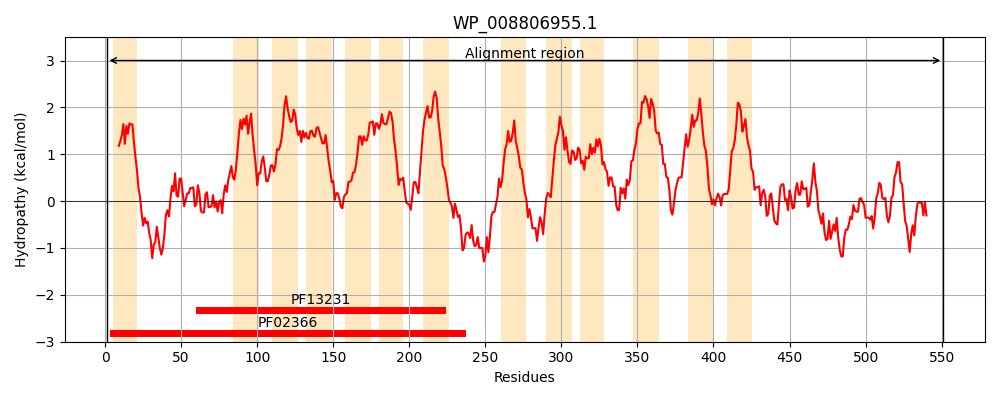 WP_008806955.1
Alignment region
3
2
1
0
−1
−2
−3
Hydropathy (kcal/mol)
PF13231
PF02366
0 50 100 150 200 250 300 350 400 450 500 550
Residues